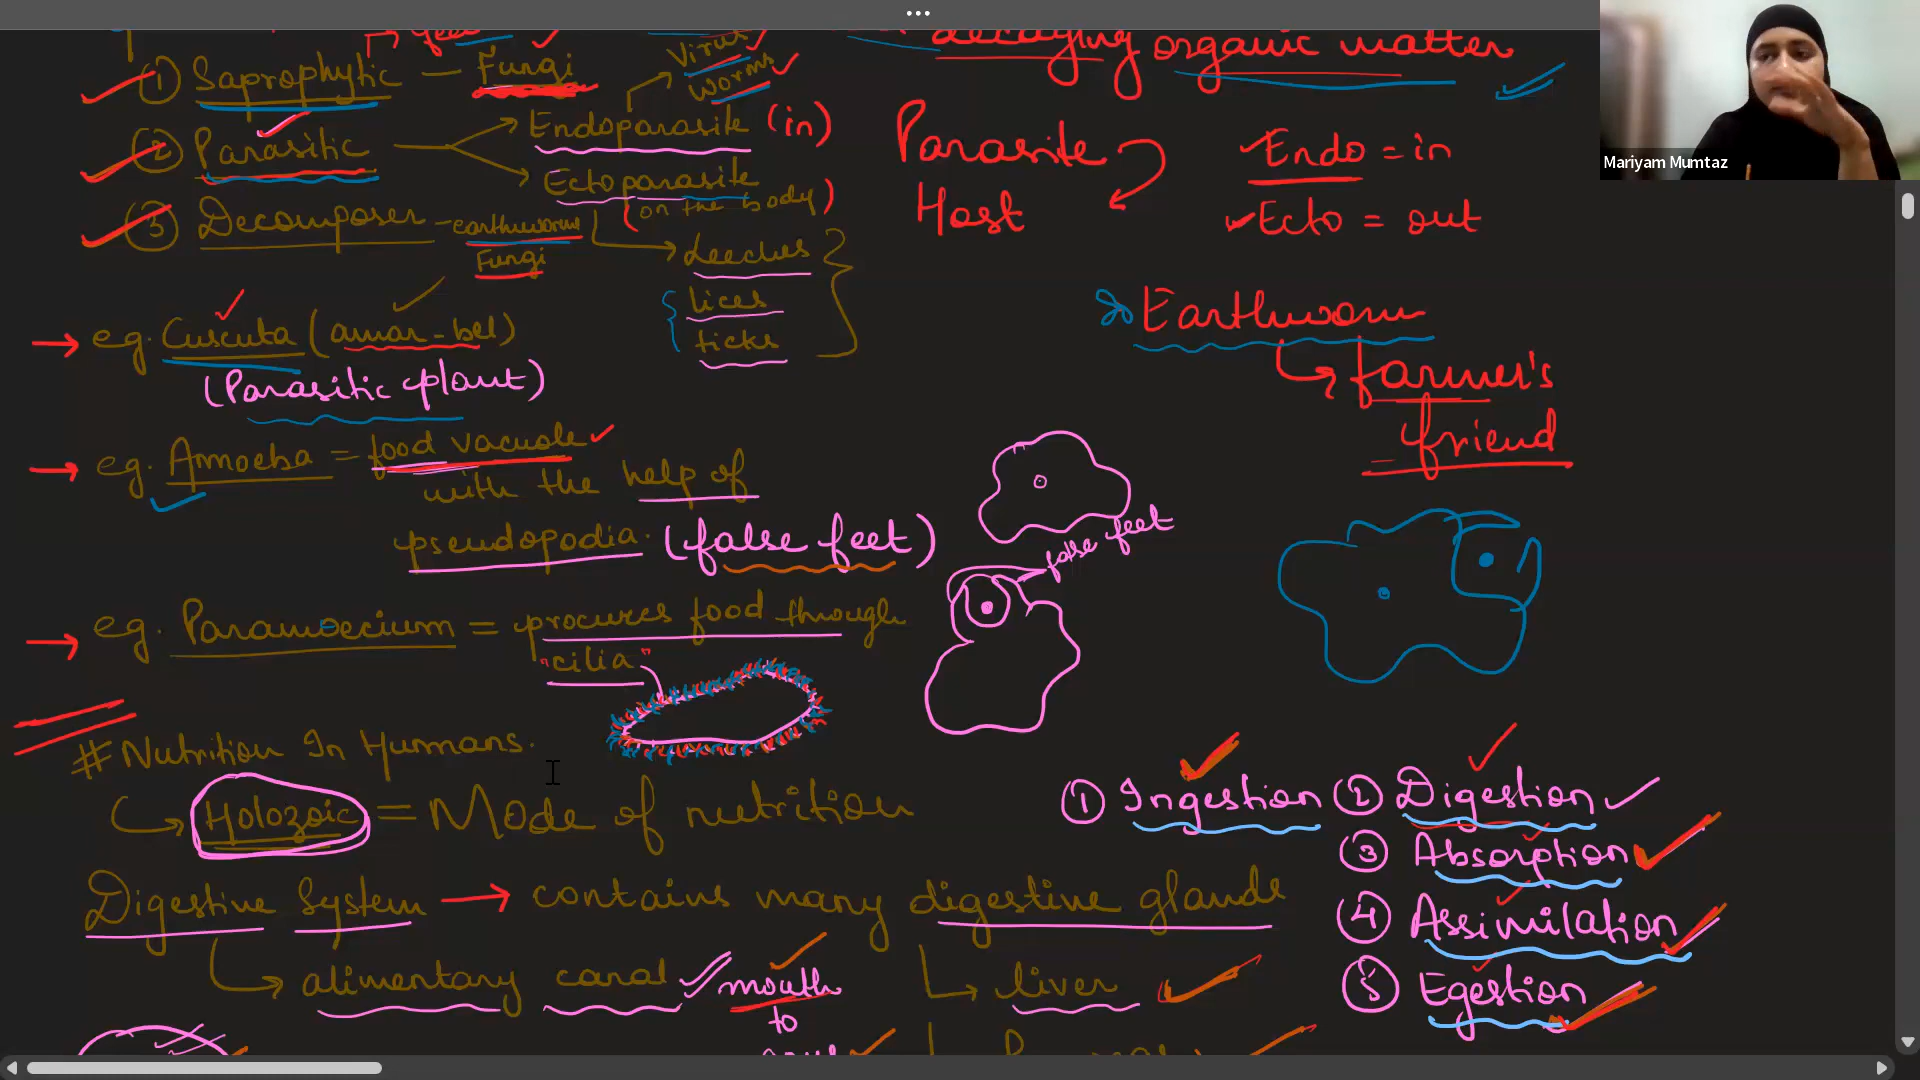 decaying organic matter
Virus
worms
① Saprophytic — Fungi
② Parasitic
Endoparasite (in)
Ectoparasite
(on the body)
③ Decomposer - earthworms
Fungi
Leeches
lices
ticks
Parasite
Host
Endo = in
Ecto = out
Mariyam Mumtaz
eg. Cuscuta (amar-bel)
(Parasitic plant)
Earthworm
farmer's
friend
eg. Ammoeba = food vacuole
with the help of
pseudopodia. (false feet)
false feet
eg. Paramoecium = procures food through
"cilia"
# Nutrition In Humans.
Holozoic = Mode of nutrition
① Ingestion ② Digestion
③ Absorption
④ Assimilation
⑤ Egestion
Digestive System → contains many digestive glands
alimentary canal
mouth
to
liver